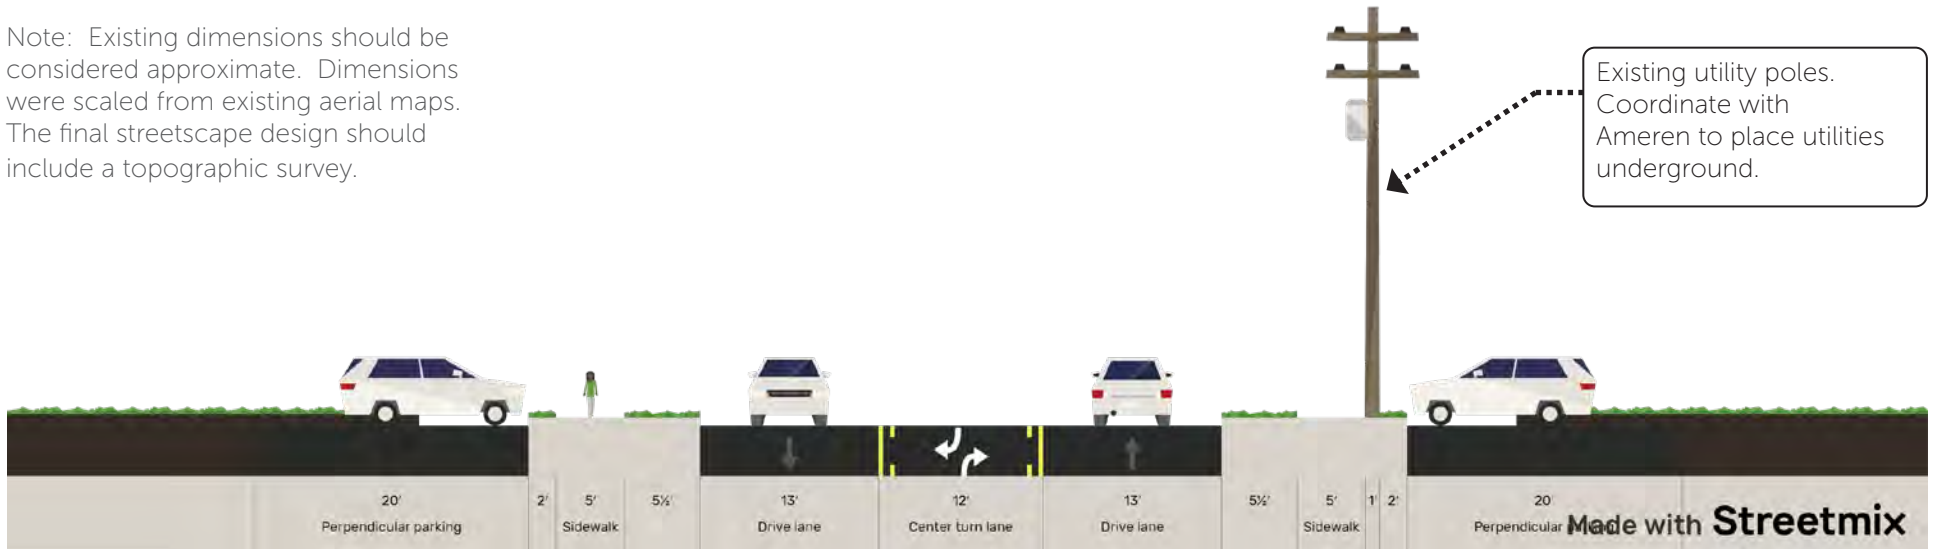 Note:  Existing dimensions should be
considered approximate.  Dimensions
were scaled from existing aerial maps.
The final streetscape design should
include a topographic survey.
Existing utility poles.
Coordinate with
Ameren to place utilities
underground.
20' 2' 5' 5½' 13' 12' 13' 5½' 5' 1' 2' 20'
Perpendicular parking Sidewalk Drive lane Center turn lane Drive lane Sidewalk Perpendicular
Made with Streetmix